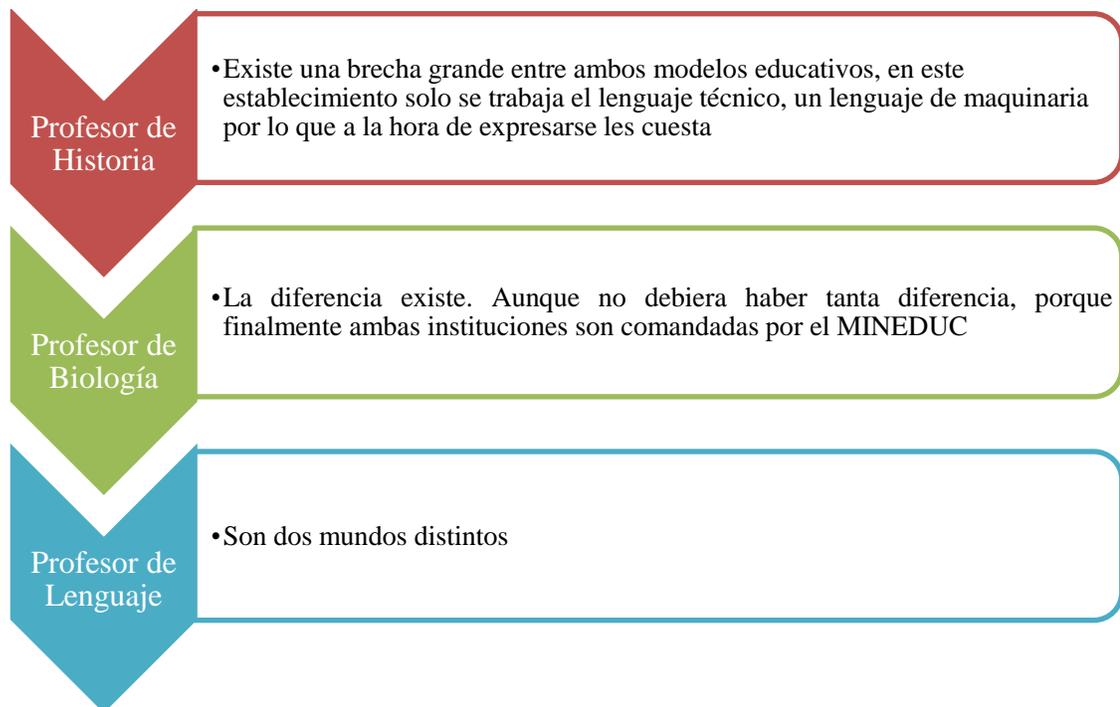 Profesor de
Historia
•Existe una brecha grande entre ambos modelos educativos, en este
establecimiento solo se trabaja el lenguaje técnico, un lenguaje de maquinaria
por lo que a la hora de expresarse les cuesta
Profesor de
Biología
•La diferencia existe. Aunque no debiera haber tanta diferencia, porque
finalmente ambas instituciones son comandadas por el MINEDUC
Profesor de
Lenguaje
•Son dos mundos distintos